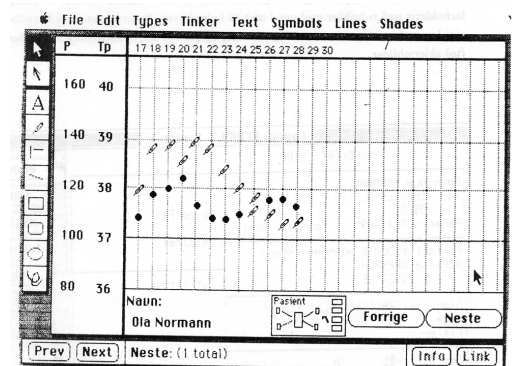 File Edit Types Tinker Text Symbols Lines Shades
P Tp 17 18 19 20 21 22 23 24 25 26 27 28 29 30
160 40
A
140 39
120 38
100 37
80 36
Navn:
Ola Normann
Pasient
Forrige
Neste
Prev Next Neste: (1 total) Info Link